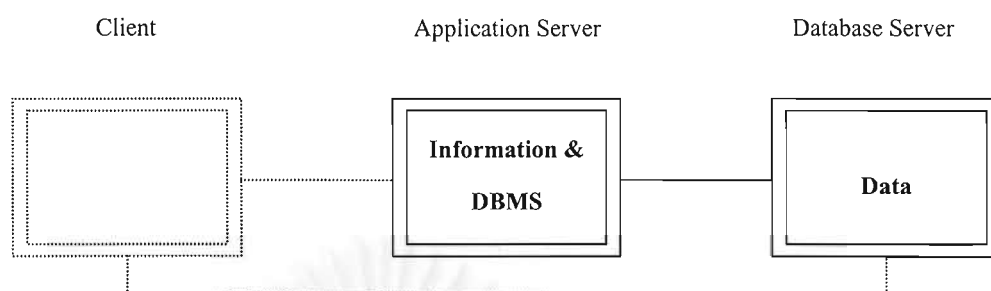 Client
Application Server
Database Server
Information &
DBMS
Data